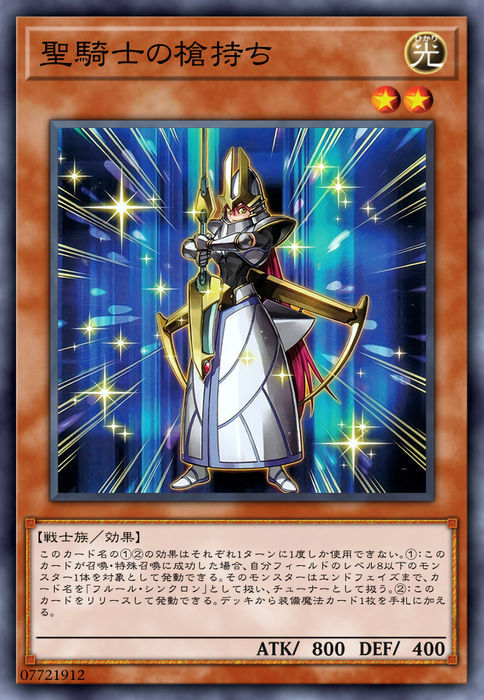 聖騎士の槍持ち
ひかり
光
【戦士族／効果】
このカード名の①②の効果はそれぞれ1ターンに1度しか使用できない。①：この
カードが召喚・特殊召喚に成功した場合、自分フィールドのレベル8以下のモン
スター1体を対象として発動できる。そのモンスターはエンドフェイズまで、カー
ド名を「フルール・シンクロン」として扱い、チューナーとして扱う。②：この
カードをリリースして発動できる。デッキから装備魔法カード1枚を手札に加え
る。
ATK/ 800 DEF/ 400
07721912